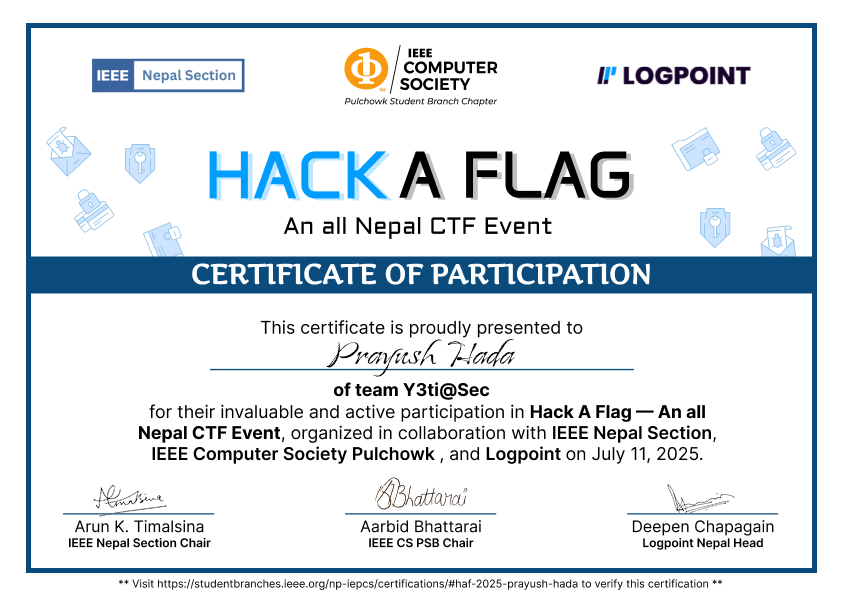 IEEE Nepal Section
IEEE
COMPUTER
SOCIETY
TM
Pulchowk Student Branch Chapter
LOGPOINT
HACK A FLAG
An all Nepal CTF Event
CERTIFICATE OF PARTICIPATION
This certificate is proudly presented to
Prayush Hada
of team Y3ti@Sec
for their invaluable and active participation in Hack A Flag — An all
Nepal CTF Event, organized in collaboration with IEEE Nepal Section,
IEEE Computer Society Pulchowk , and Logpoint on July 11, 2025.
ABhattarai
Arun K. Timalsina
IEEE Nepal Section Chair
Aarbid Bhattarai
IEEE CS PSB Chair
Deepen Chapagain
Logpoint Nepal Head
** Visit https://studentbranches.ieee.org/np-iepcs/certifications/#haf-2025-prayush-hada to verify this certification **